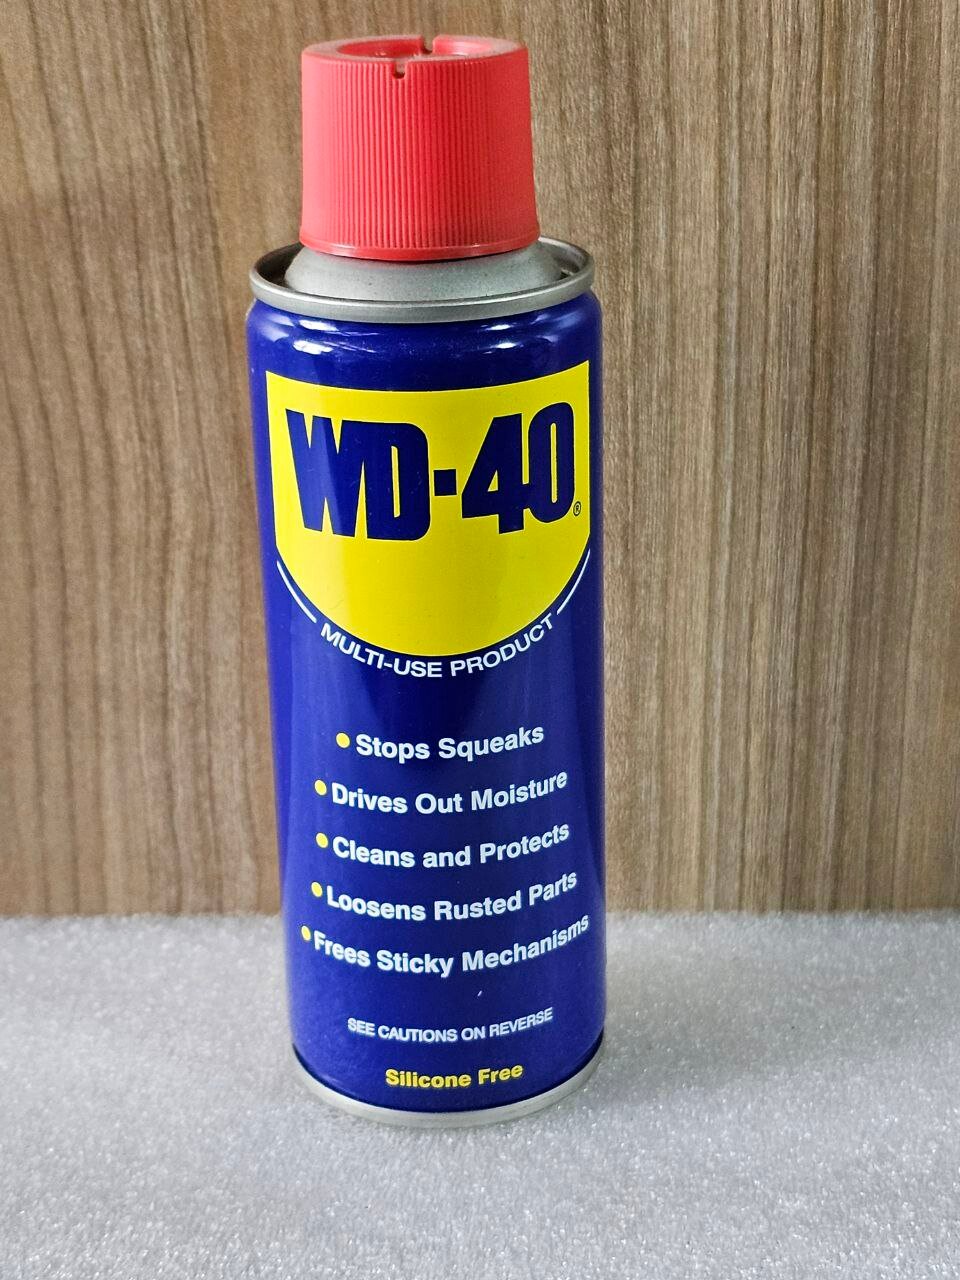 WD-40®
MULTI-USE PRODUCT
• Stops Squeaks
• Drives Out Moisture
• Cleans and Protects
• Loosens Rusted Parts
• Frees Sticky Mechanisms
SEE CAUTIONS ON REVERSE
Silicone Free